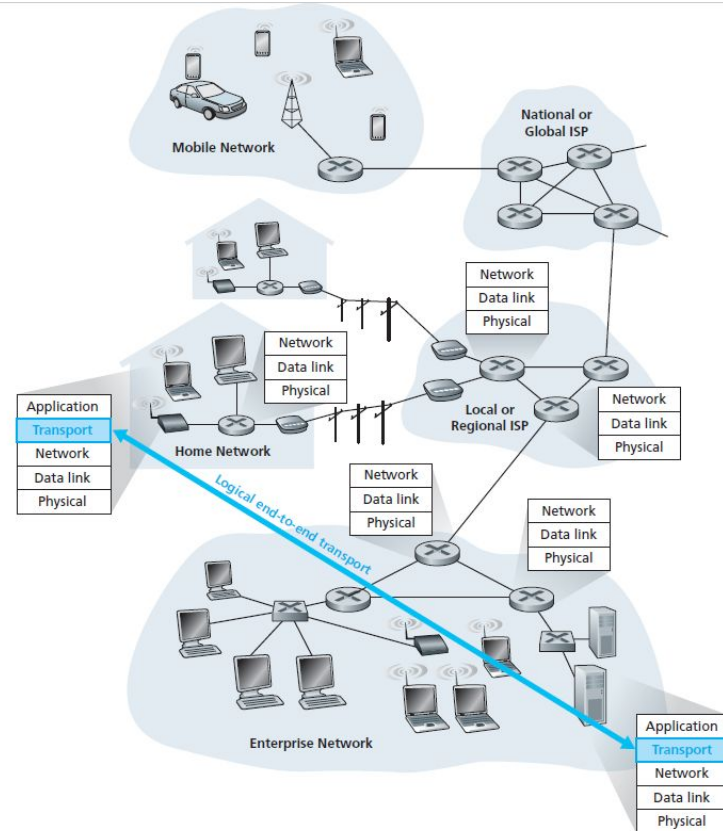 Mobile Network
National or
Global ISP
Network
Data link
Physical
Network
Data link
Physical
Application
Transport
Network
Data link
Physical
Home Network
Local or
Regional ISP
Network
Data link
Physical
Logical end-to-end transport
Network
Data link
Physical
Network
Data link
Physical
Enterprise Network
Application
Transport
Network
Data link
Physical